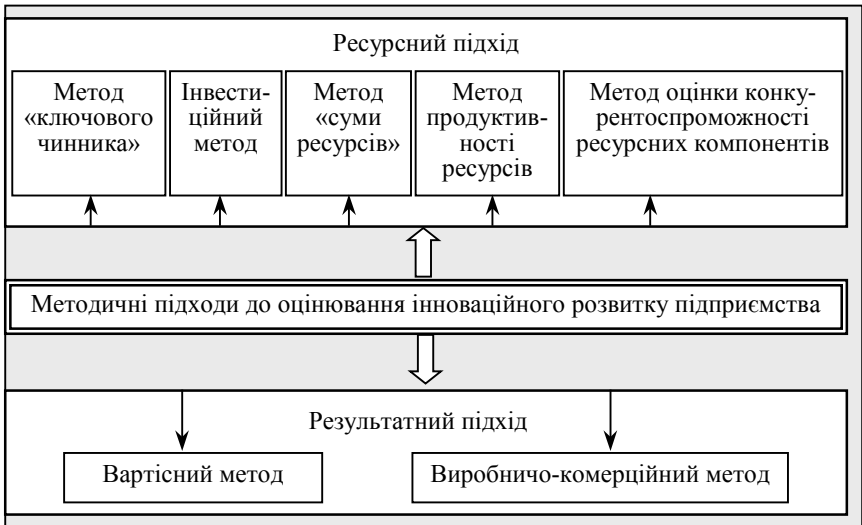 Ресурсний підхід
Метод
«ключового
чинника»
Інвести-
ційний
метод
Метод
«суми
ресурсів»
Метод
продуктив-
ності
ресурсів
Метод оцінки конку-
рентоспроможності
ресурсних компонентів
Методичні підходи до оцінювання інноваційного розвитку підприємства
Результатний підхід
Вартісний метод
Виробничо-комерційний метод